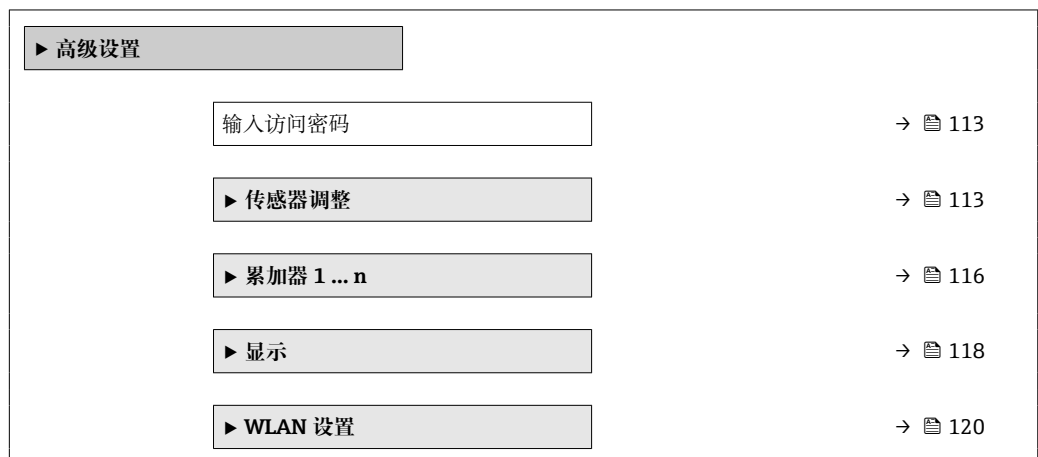 ▶ 高级设置
输入访问密码 → 113
▶ 传感器调整 → 113
▶ 累加器 1 … n → 116
▶ 显示 → 118
▶ WLAN 设置 → 120